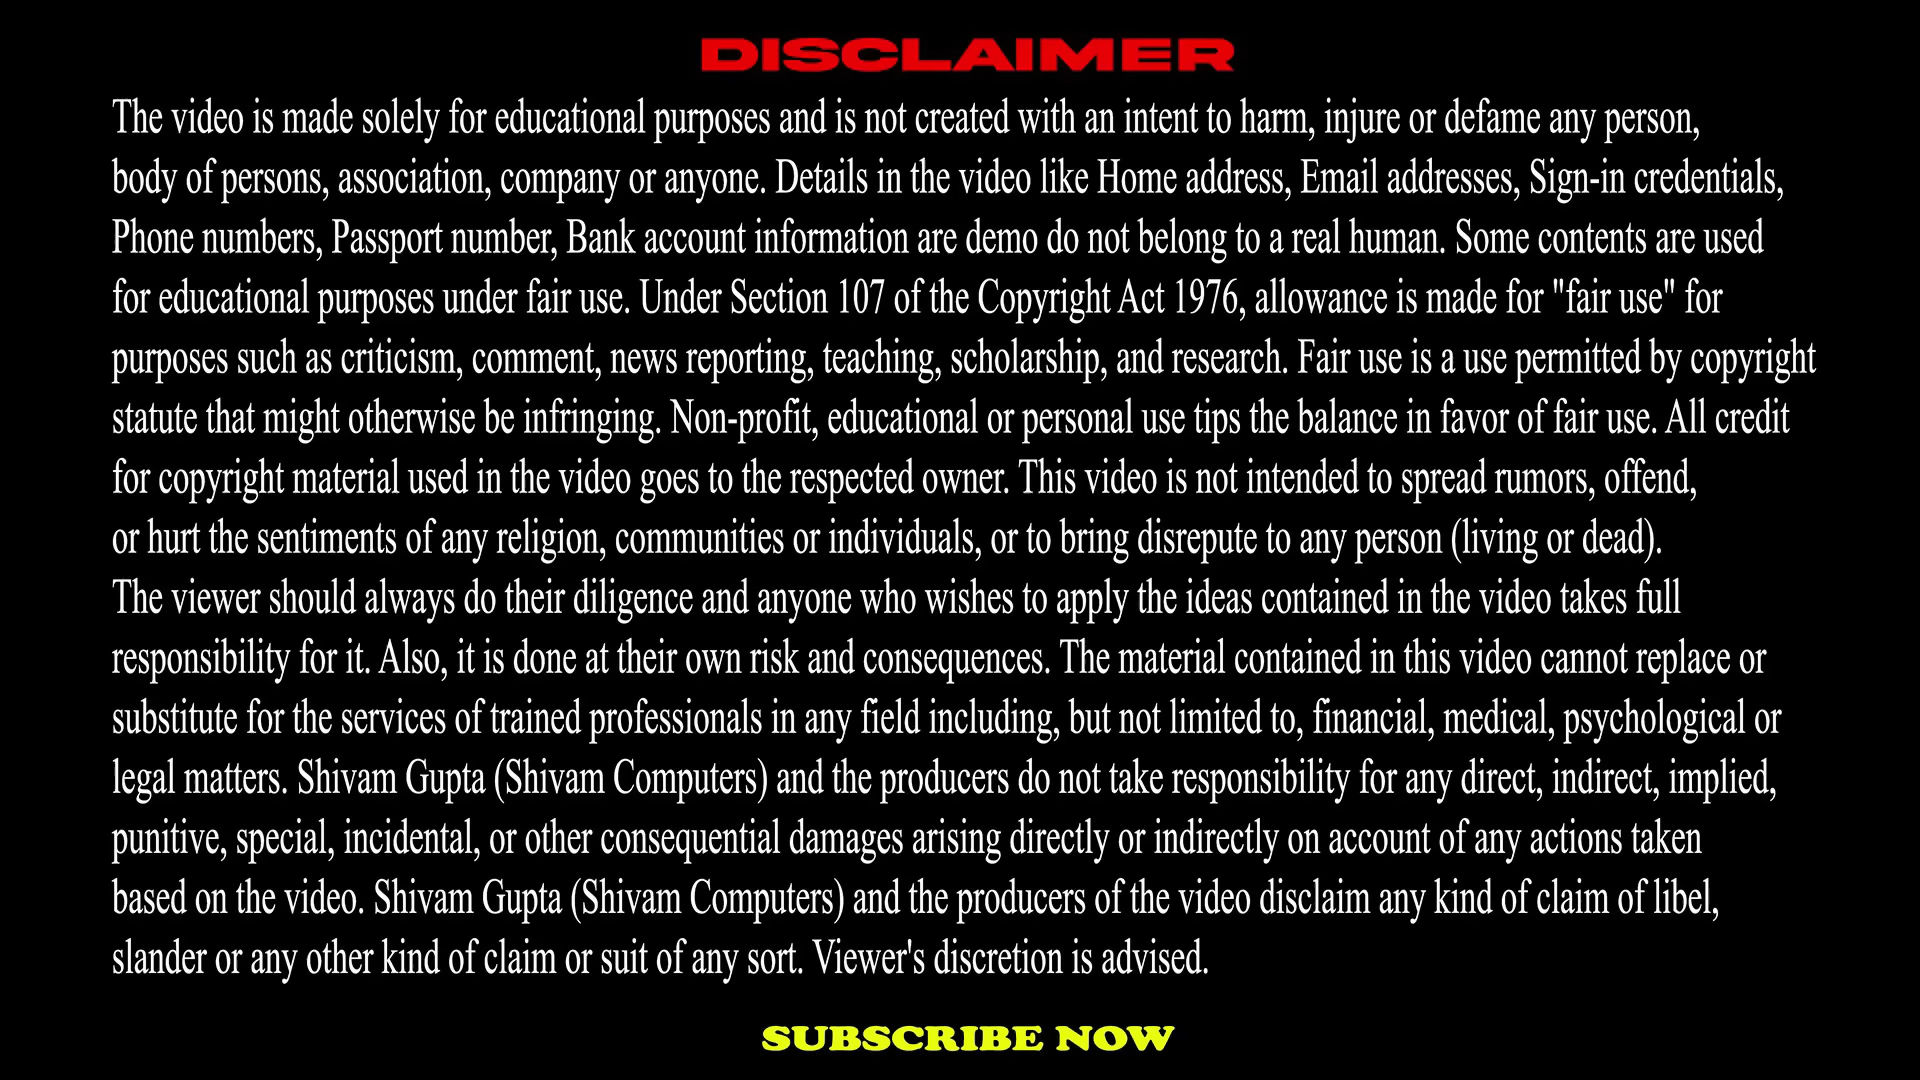 DISCLAIMER
The video is made solely for educational purposes and is not created with an intent to harm, injure or defame any person,
body of persons, association, company or anyone. Details in the video like Home address, Email addresses, Sign-in credentials,
Phone numbers, Passport number, Bank account information are demo do not belong to a real human. Some contents are used
for educational purposes under fair use. Under Section 107 of the Copyright Act 1976, allowance is made for "fair use" for
purposes such as criticism, comment, news reporting, teaching, scholarship, and research. Fair use is a use permitted by copyright
statute that might otherwise be infringing. Non-profit, educational or personal use tips the balance in favor of fair use. All credit
for copyright material used in the video goes to the respected owner. This video is not intended to spread rumors, offend,
or hurt the sentiments of any religion, communities or individuals, or to bring disrepute to any person (living or dead).
The viewer should always do their diligence and anyone who wishes to apply the ideas contained in the video takes full
responsibility for it. Also, it is done at their own risk and consequences. The material contained in this video cannot replace or
substitute for the services of trained professionals in any field including, but not limited to, financial, medical, psychological or
legal matters. Shivam Gupta (Shivam Computers) and the producers do not take responsibility for any direct, indirect, implied,
punitive, special, incidental, or other consequential damages arising directly or indirectly on account of any actions taken
based on the video. Shivam Gupta (Shivam Computers) and the producers of the video disclaim any kind of claim of libel,
slander or any other kind of claim or suit of any sort. Viewer's discretion is advised.
SUBSCRIBE NOW